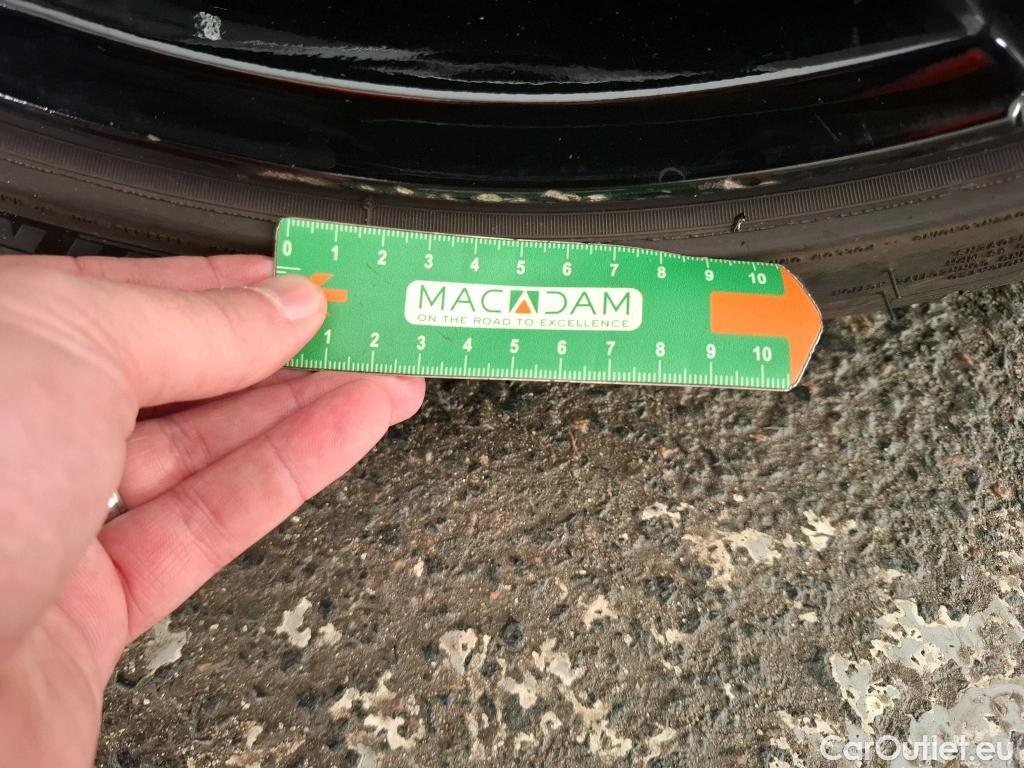 0 1 2 3 4 5 6 7 8 9 10
MACADAM
ON THE ROAD TO EXCELLENCE
1 2 3 4 5 6 7 8 9 10
CarOutlet.eu